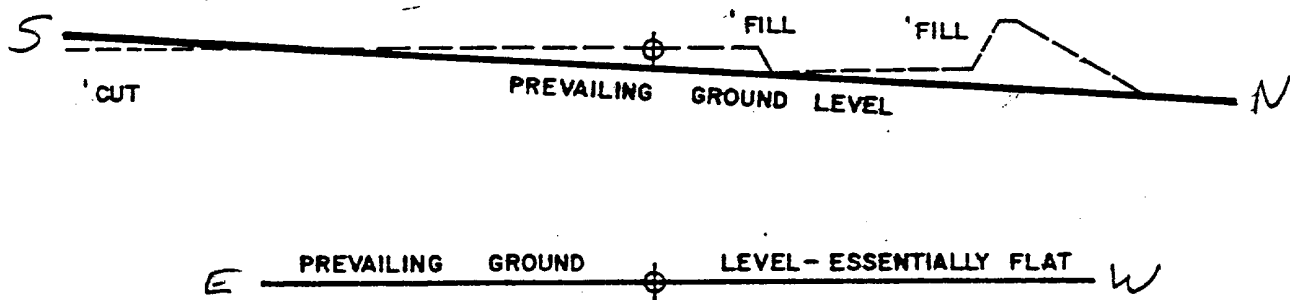 ' FILL ' FILL
S
' CUT
PREVAILING GROUND LEVEL
N
E PREVAILING GROUND LEVEL - ESSENTIALLY FLAT W